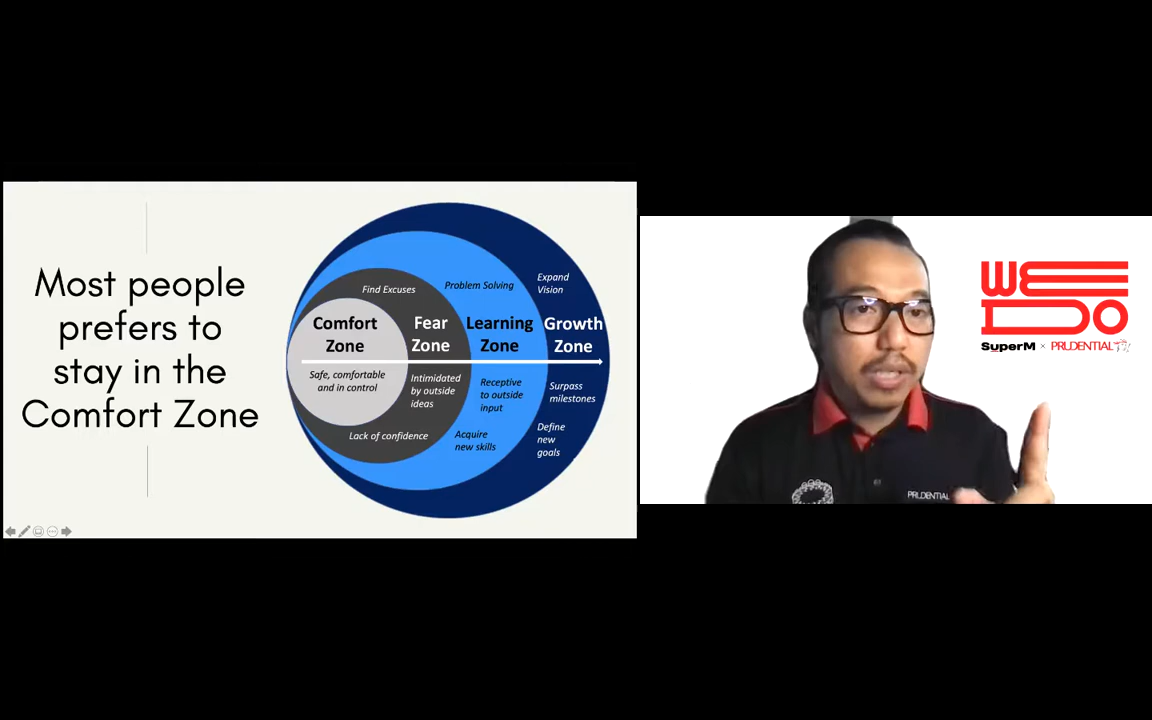 Most people
prefers to
stay in the
Comfort Zone
Find Excuses
Problem Solving
Expand
Vision
Comfort
Zone
Fear
Zone
Learning
Zone
Growth
Zone
Safe, comfortable
and in control
Intimidated
by outside
ideas
Receptive
to outside
input
Surpass
milestones
Lack of confidence
Acquire
new skills
Define
new
goals
WE
DO
SuperM × PRUDENTIAL
PRUDENTIAL